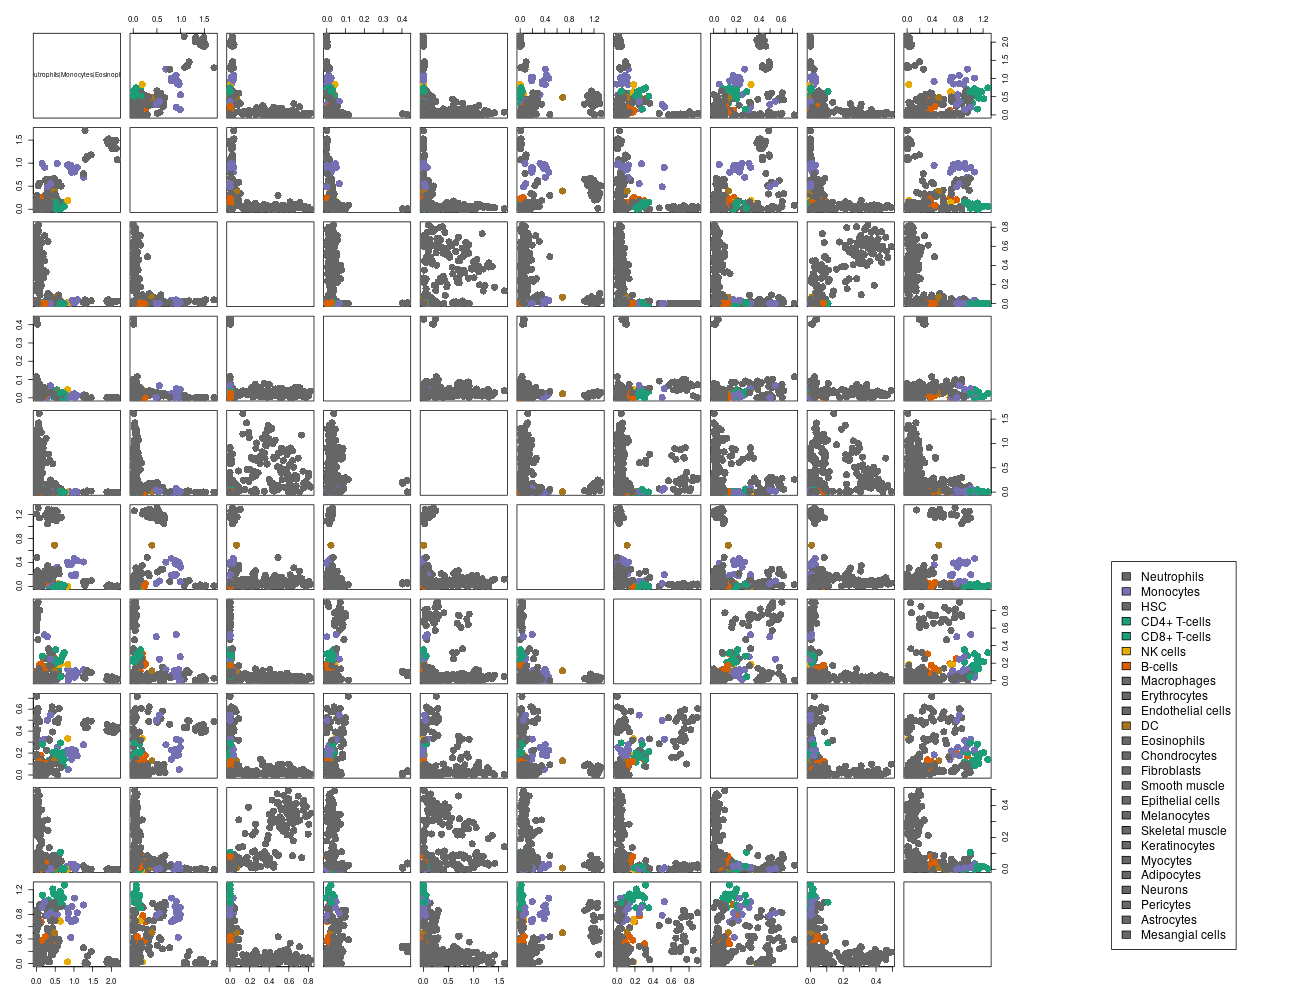 0.0 0.5 1.0 1.5
0.0 0.1 0.2 0.3 0.4
0.0 0.4 0.8 1.2
0.0 0.2 0.4 0.6
0.0 0.4 0.8 1.2
utrophils|Monocytes|Eosinopl
0.0 0.5 1.0 1.5 2.0
0.0 0.5 1.0 1.5
0.0 0.2 0.4 0.6 0.8
0.0 0.1 0.2 0.3 0.4
0.0 0.5 1.0 1.5
0.0 0.4 0.8 1.2
0.0 0.2 0.4 0.6 0.8
0.0 0.2 0.4 0.6
0.0 0.2 0.4
0.0 0.4 0.8 1.2
0.0 0.5 1.0 1.5 2.0
0.0 0.2 0.4 0.6 0.8
0.0 0.5 1.0 1.5
0.0 0.2 0.4 0.6 0.8
0.0 0.2 0.4
Neutrophils
Monocytes
HSC
CD4+ T-cells
CD8+ T-cells
NK cells
B-cells
Macrophages
Erythrocytes
Endothelial cells
DC
Eosinophils
Chondrocytes
Fibroblasts
Smooth muscle
Epithelial cells
Melanocytes
Skeletal muscle
Keratinocytes
Myocytes
Adipocytes
Neurons
Pericytes
Astrocytes
Mesangial cells